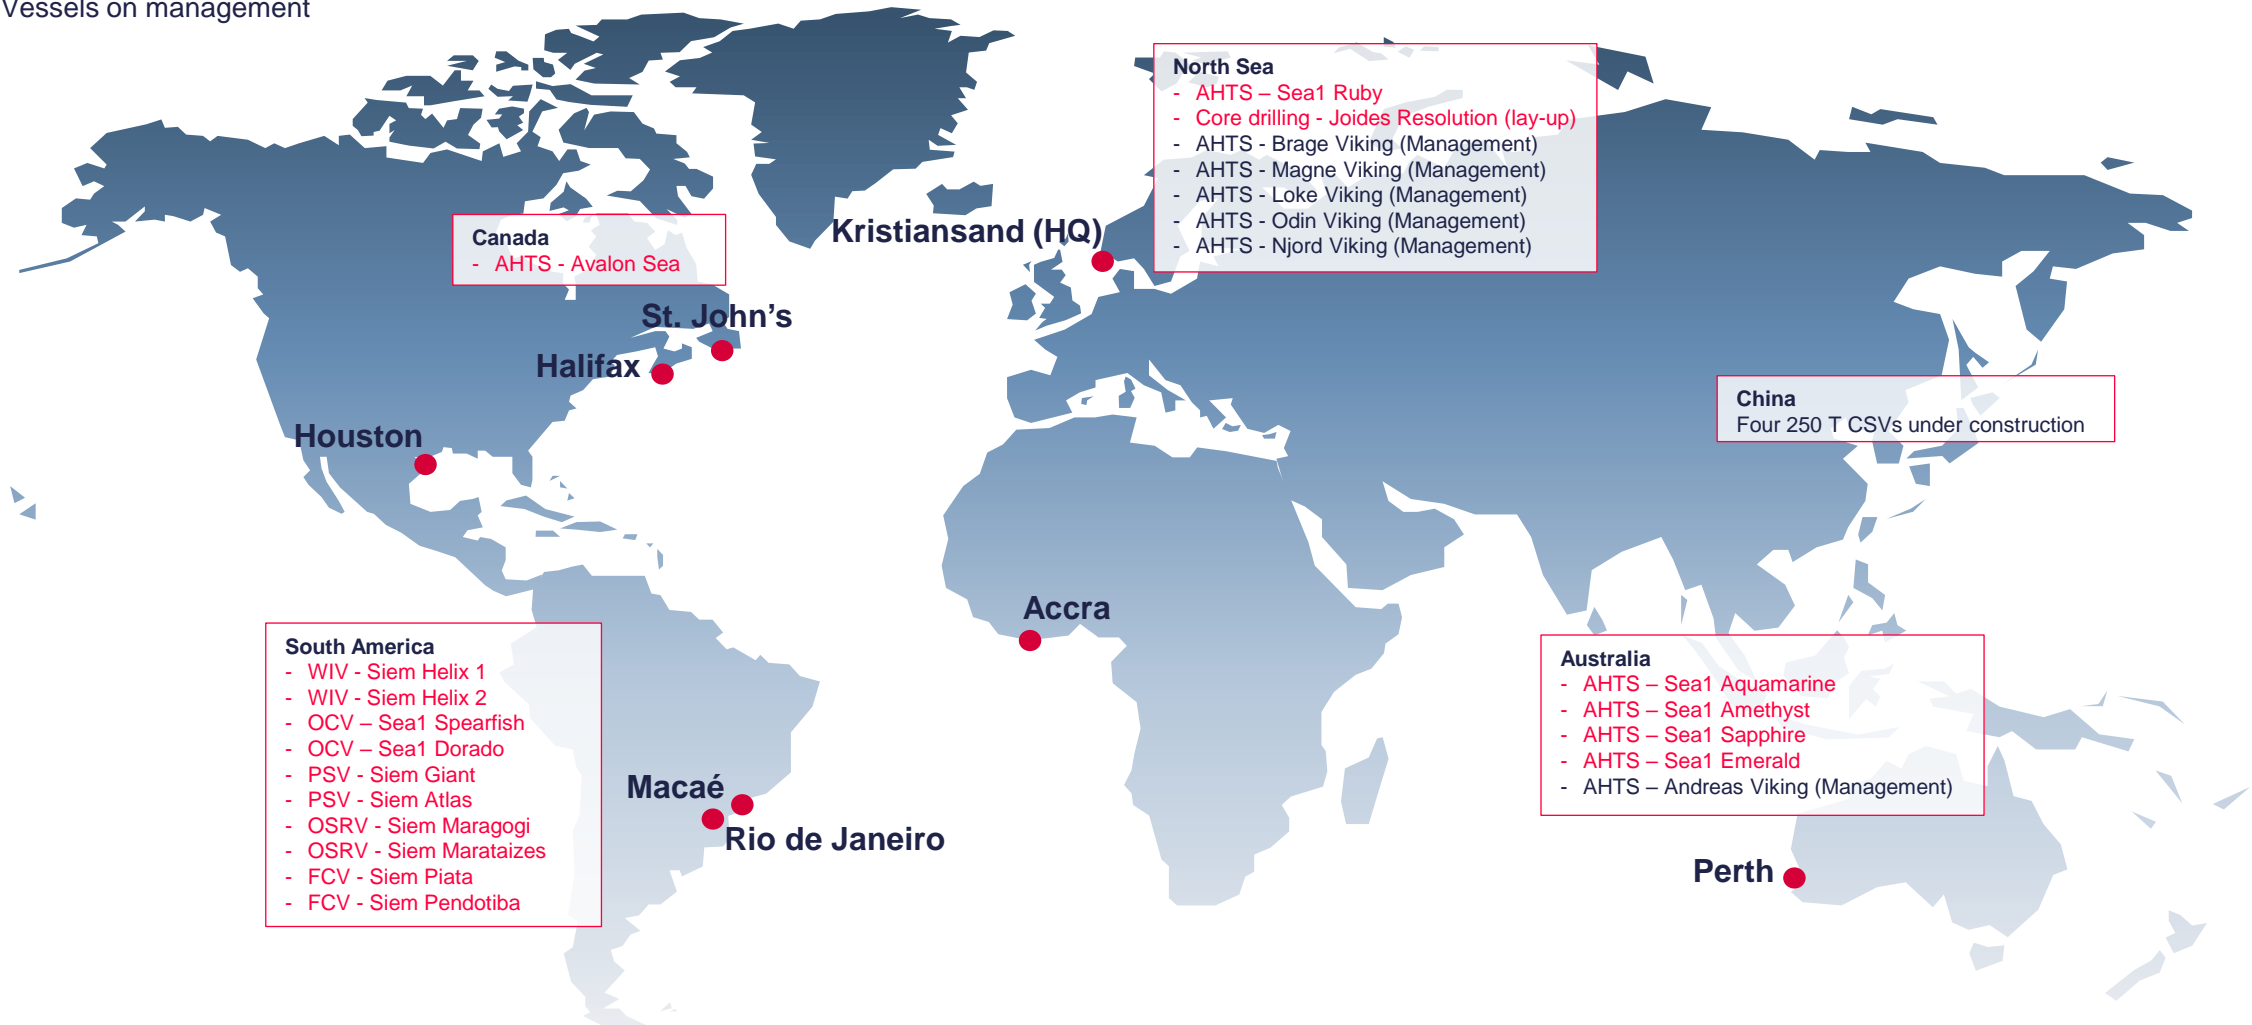 Vessels on management
North Sea
- AHTS – Sea1 Ruby
- Core drilling - Joides Resolution (lay-up)
- AHTS - Brage Viking (Management)
- AHTS - Magne Viking (Management)
- AHTS - Loke Viking (Management)
- AHTS - Odin Viking (Management)
- AHTS - Njord Viking (Management)
Kristiansand (HQ)
Canada
- AHTS - Avalon Sea
St. John’s
Halifax
Houston
China
Four 250 T CSVs under construction
Accra
South America
- WIV - Siem Helix 1
- WIV - Siem Helix 2
- OCV – Sea1 Spearfish
- OCV – Sea1 Dorado
- PSV - Siem Giant
- PSV - Siem Atlas
- OSRV - Siem Maragogi
- OSRV - Siem Marataizes
- FCV - Siem Piata
- FCV - Siem Pendotiba
Macaé
Rio de Janeiro
Australia
- AHTS – Sea1 Aquamarine
- AHTS – Sea1 Amethyst
- AHTS – Sea1 Sapphire
- AHTS – Sea1 Emerald
- AHTS – Andreas Viking (Management)
Perth